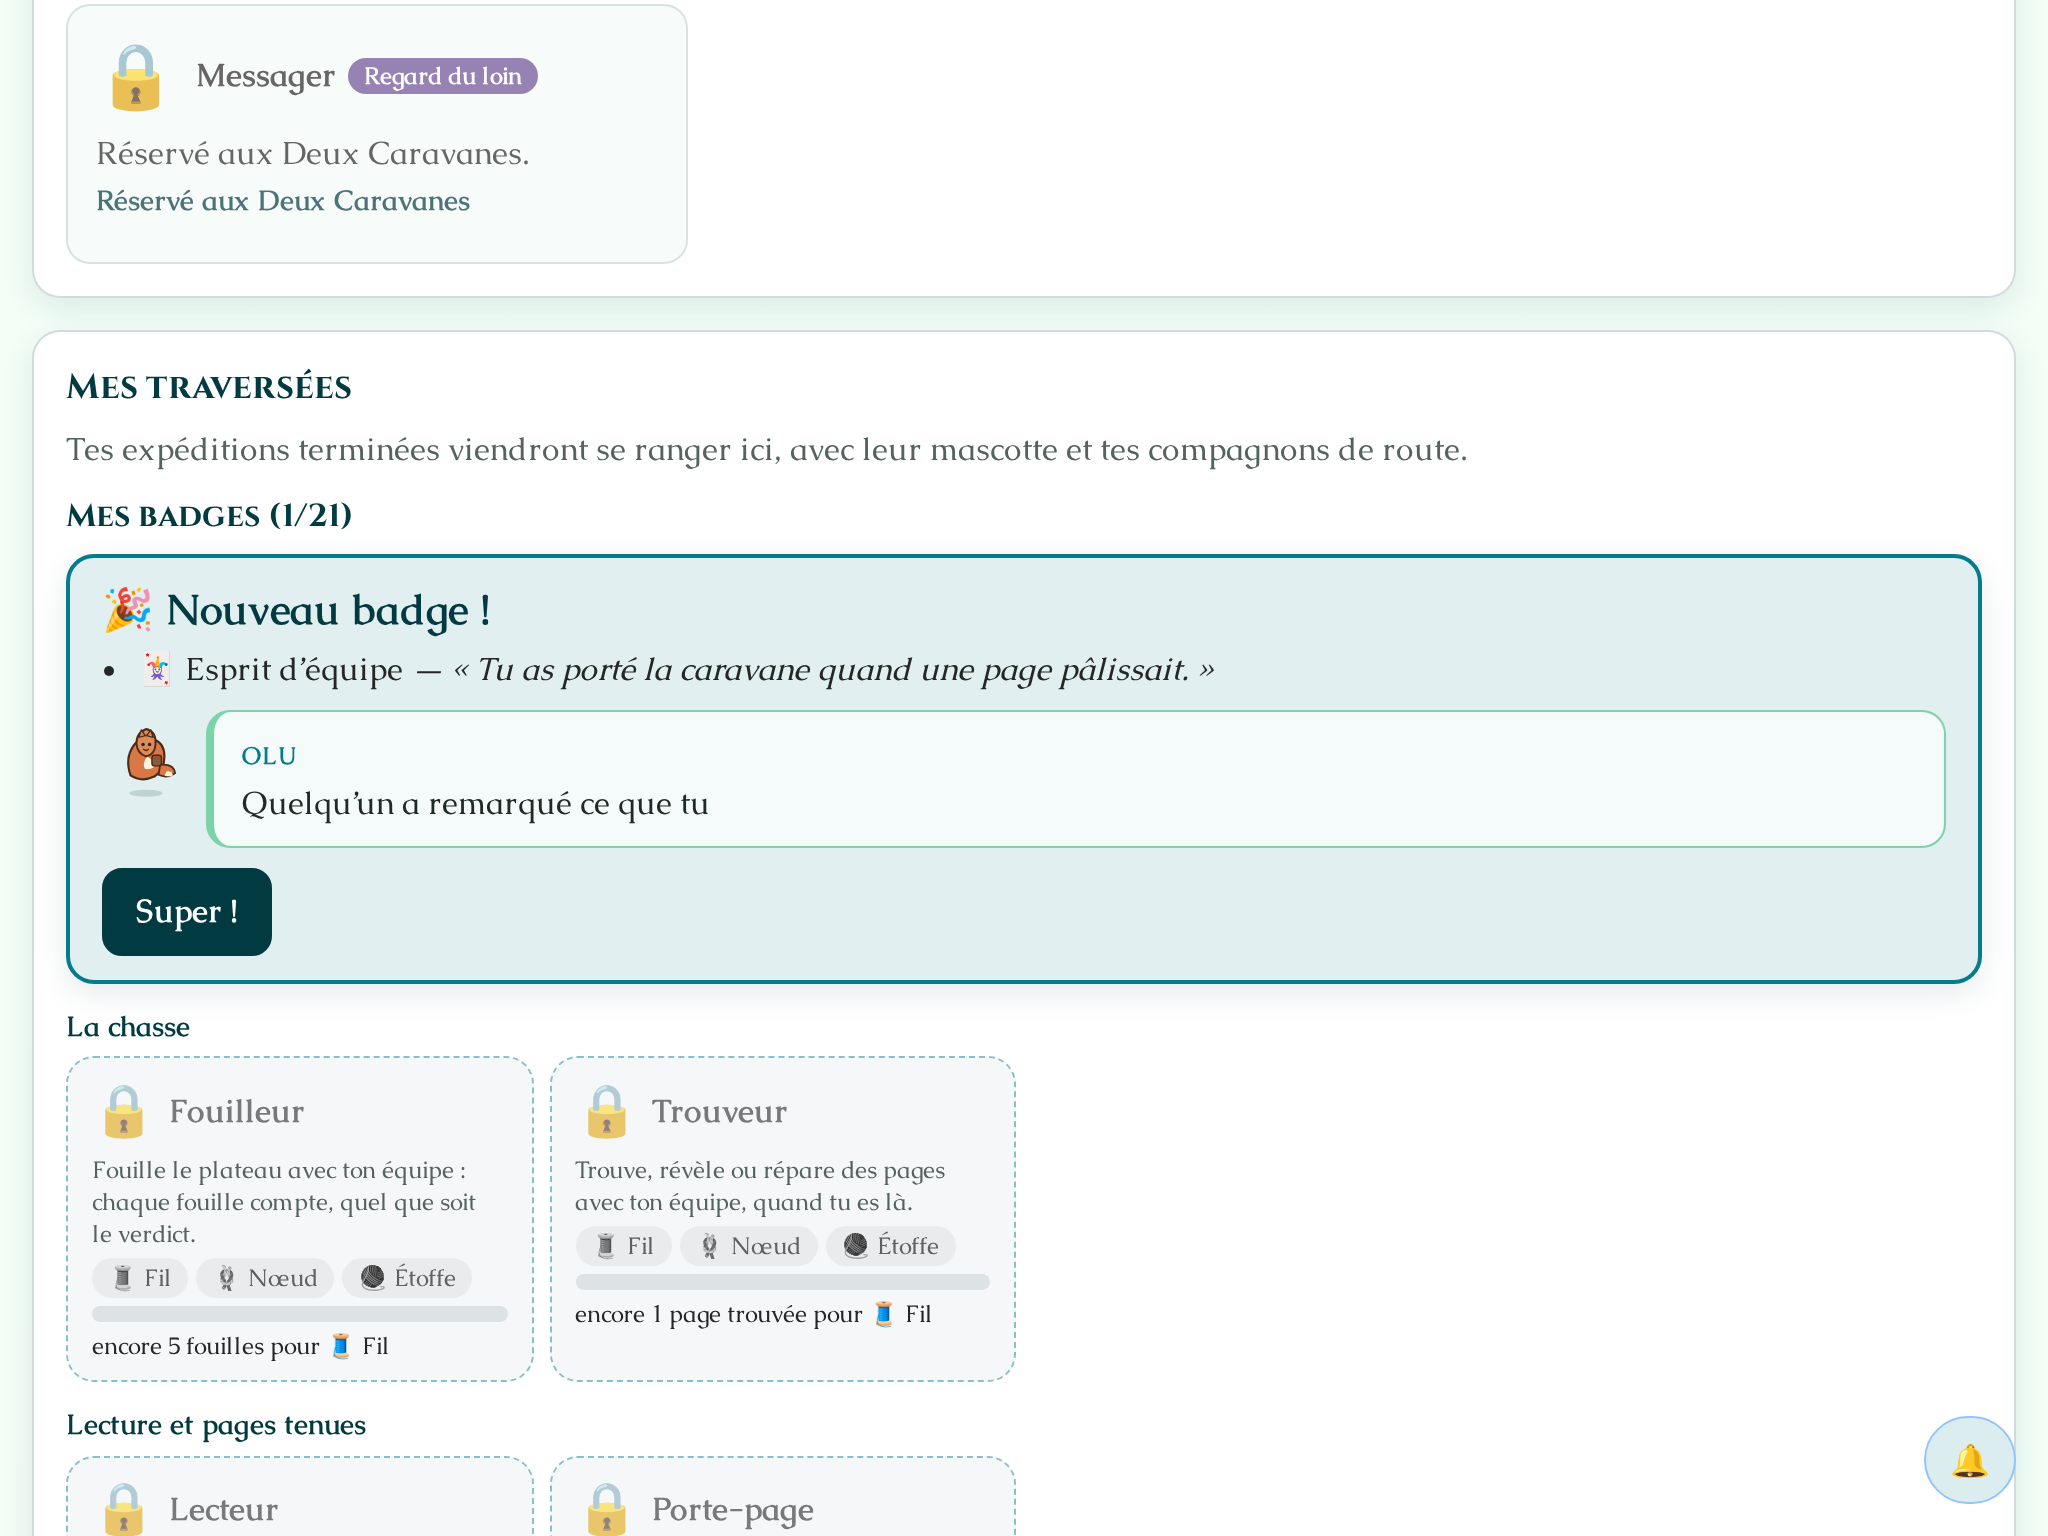 Messager Regard du loin
Réservé aux Deux Caravanes.
Réservé aux Deux Caravanes
Mes traversées
Tes expéditions terminées viendront se ranger ici, avec leur mascotte et tes compagnons de route.
Mes badges (1/21)
🎉 Nouveau badge !
• 🃏 Esprit d’équipe — « Tu as porté la caravane quand une page pâlissait. »
OLU
Quelqu’un a remarqué ce que tu
Super !
La chasse
Fouilleur
Fouille le plateau avec ton équipe :
chaque fouille compte, quel que soit
le verdict.
Fil Nœud Étoffe
encore 5 fouilles pour 🧵 Fil
Trouveur
Trouve, révèle ou répare des pages
avec ton équipe, quand tu es là.
Fil Nœud Étoffe
encore 1 page trouvée pour 🧵 Fil
Lecture et pages tenues
Lecteur
Porte-page